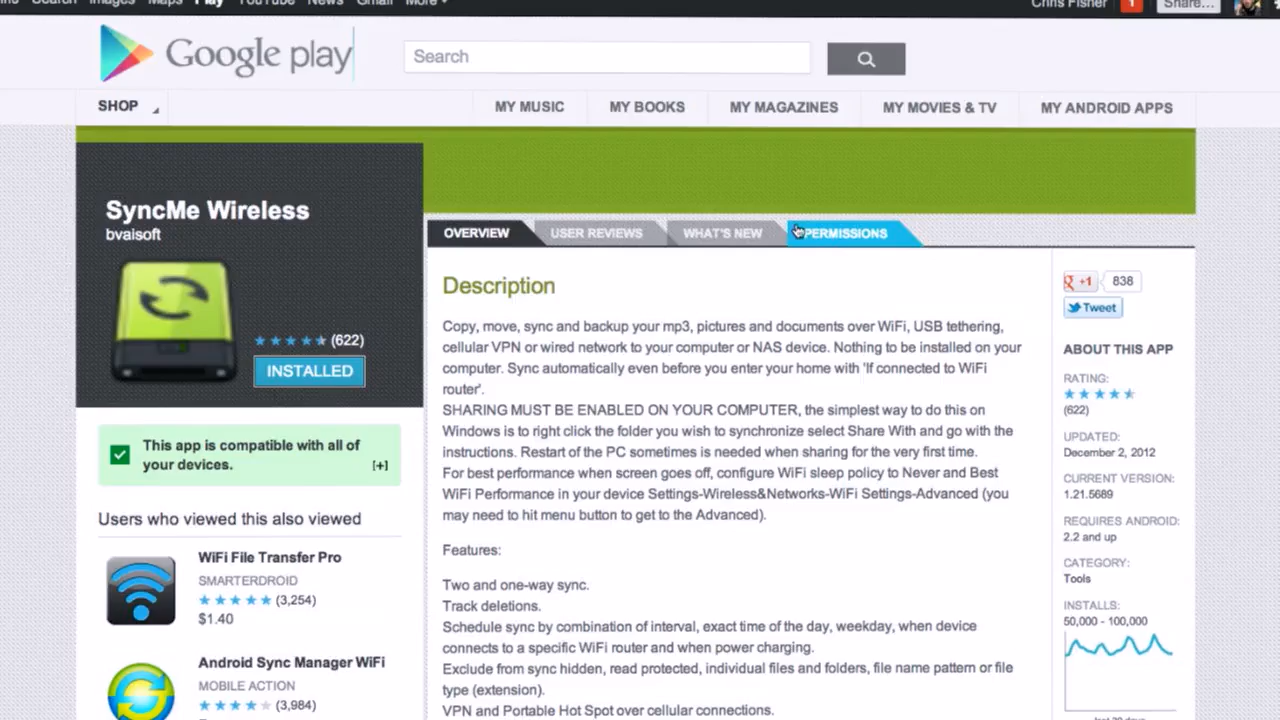 Search Images Maps Play YouTube News Gmail More
Chris Fisher 1 Share...
Google play
Search
SHOP
MY MUSIC MY BOOKS MY MAGAZINES MY MOVIES & TV MY ANDROID APPS
SyncMe Wireless
bvaisoft
(622)
INSTALLED
OVERVIEW USER REVIEWS WHAT'S NEW PERMISSIONS
This app is compatible with all of
your devices.
[+]
Users who viewed this also viewed
WiFi File Transfer Pro
SMARTERDROID
(3,254)
$1.40
Android Sync Manager WiFi
MOBILE ACTION
(3,984)
Description
Copy, move, sync and backup your mp3, pictures and documents over WiFi, USB tethering,
cellular VPN or wired network to your computer or NAS device. Nothing to be installed on your
computer. Sync automatically even before you enter your home with 'If connected to WiFi
router'.
SHARING MUST BE ENABLED ON YOUR COMPUTER, the simplest way to do this on
Windows is to right click the folder you wish to synchronize select Share With and go with the
instructions. Restart of the PC sometimes is needed when sharing for the very first time.
For best performance when screen goes off, configure WiFi sleep policy to Never and Best
WiFi Performance in your device Settings-Wireless&Networks-WiFi Settings-Advanced (you
may need to hit menu button to get to the Advanced).
Features:
Two and one-way sync.
Track deletions.
Schedule sync by combination of interval, exact time of the day, weekday, when device
connects to a specific WiFi router and when power charging.
Exclude from sync hidden, read protected, individual files and folders, file name pattern or file
type (extension).
VPN and Portable Hot Spot over cellular connections.
+1 838
Tweet
ABOUT THIS APP
RATING:
(622)
UPDATED:
December 2, 2012
CURRENT VERSION:
1.21.5689
REQUIRES ANDROID:
2.2 and up
CATEGORY:
Tools
INSTALLS:
50,000 - 100,000
last 30 days